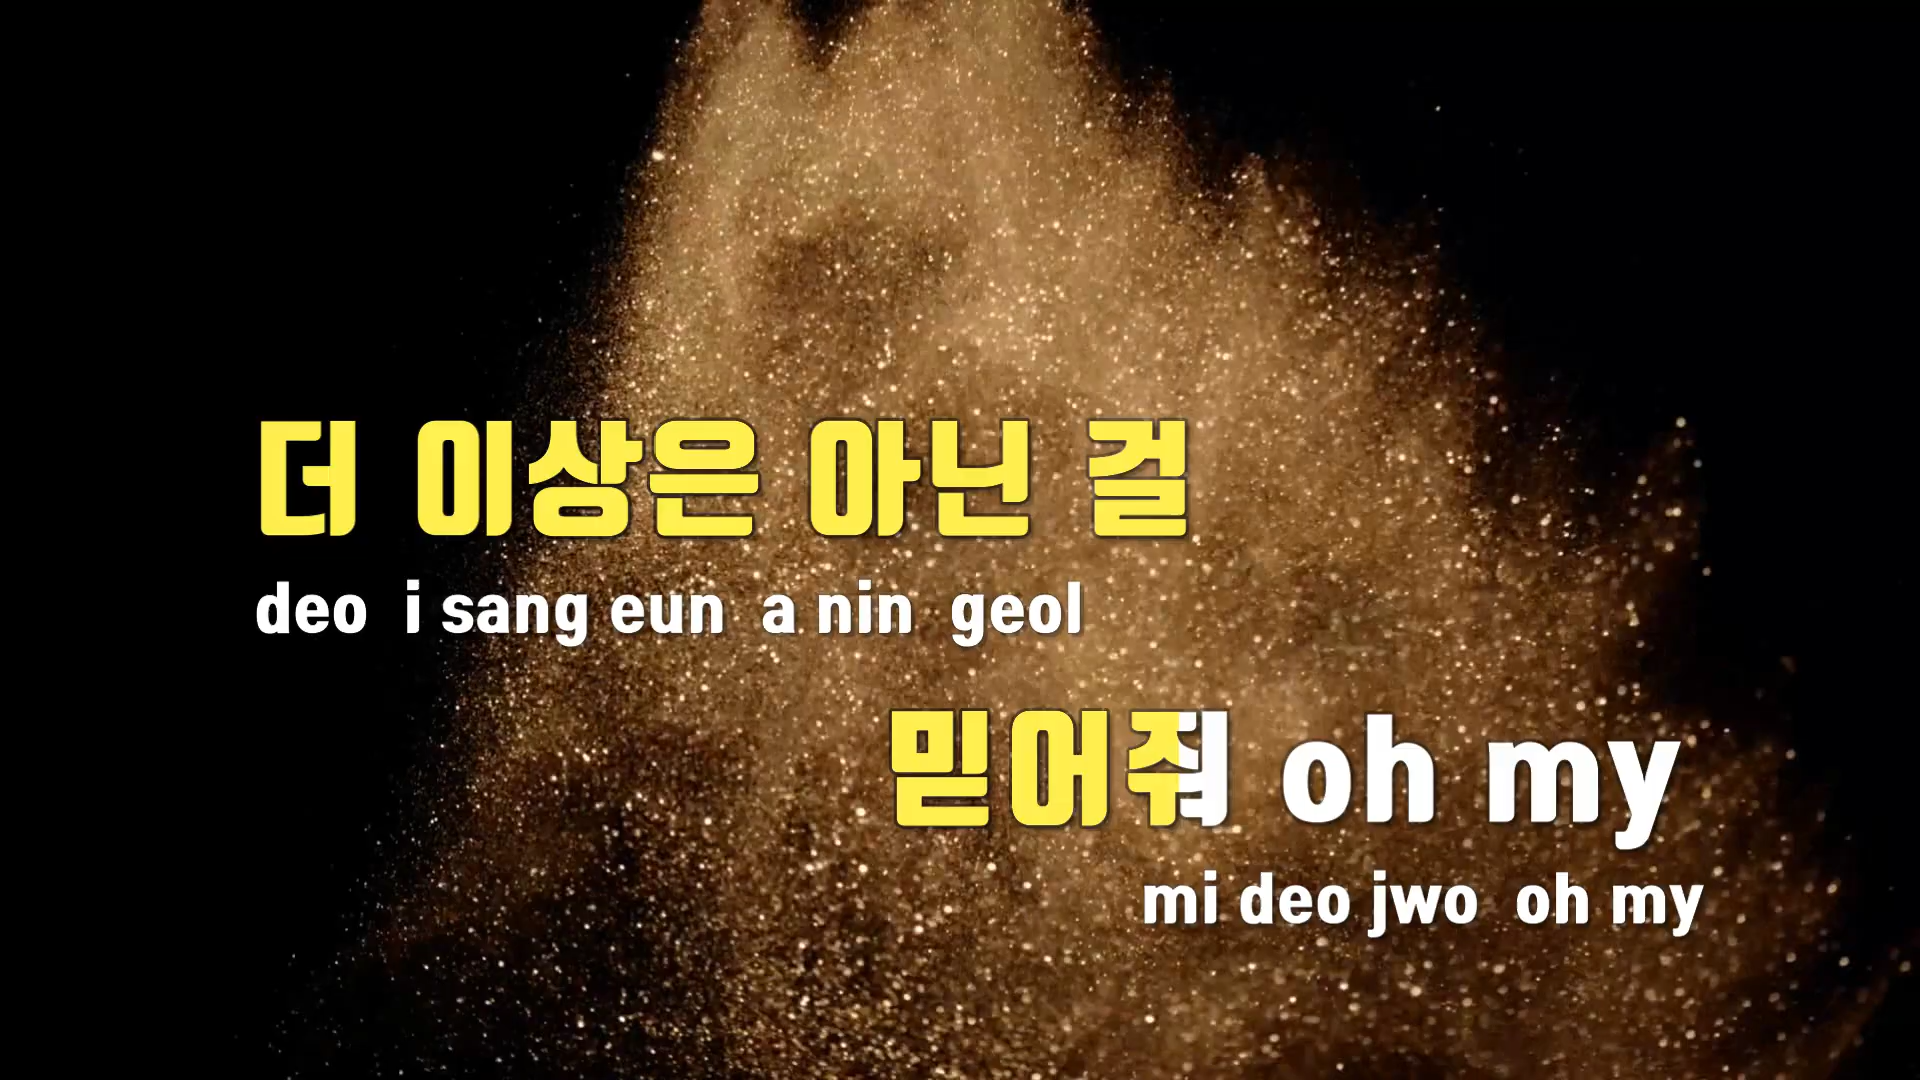 더 이상은 아닌 걸
deo i sang eun a nin geol
믿어줘 oh my
mi deo jwo oh my